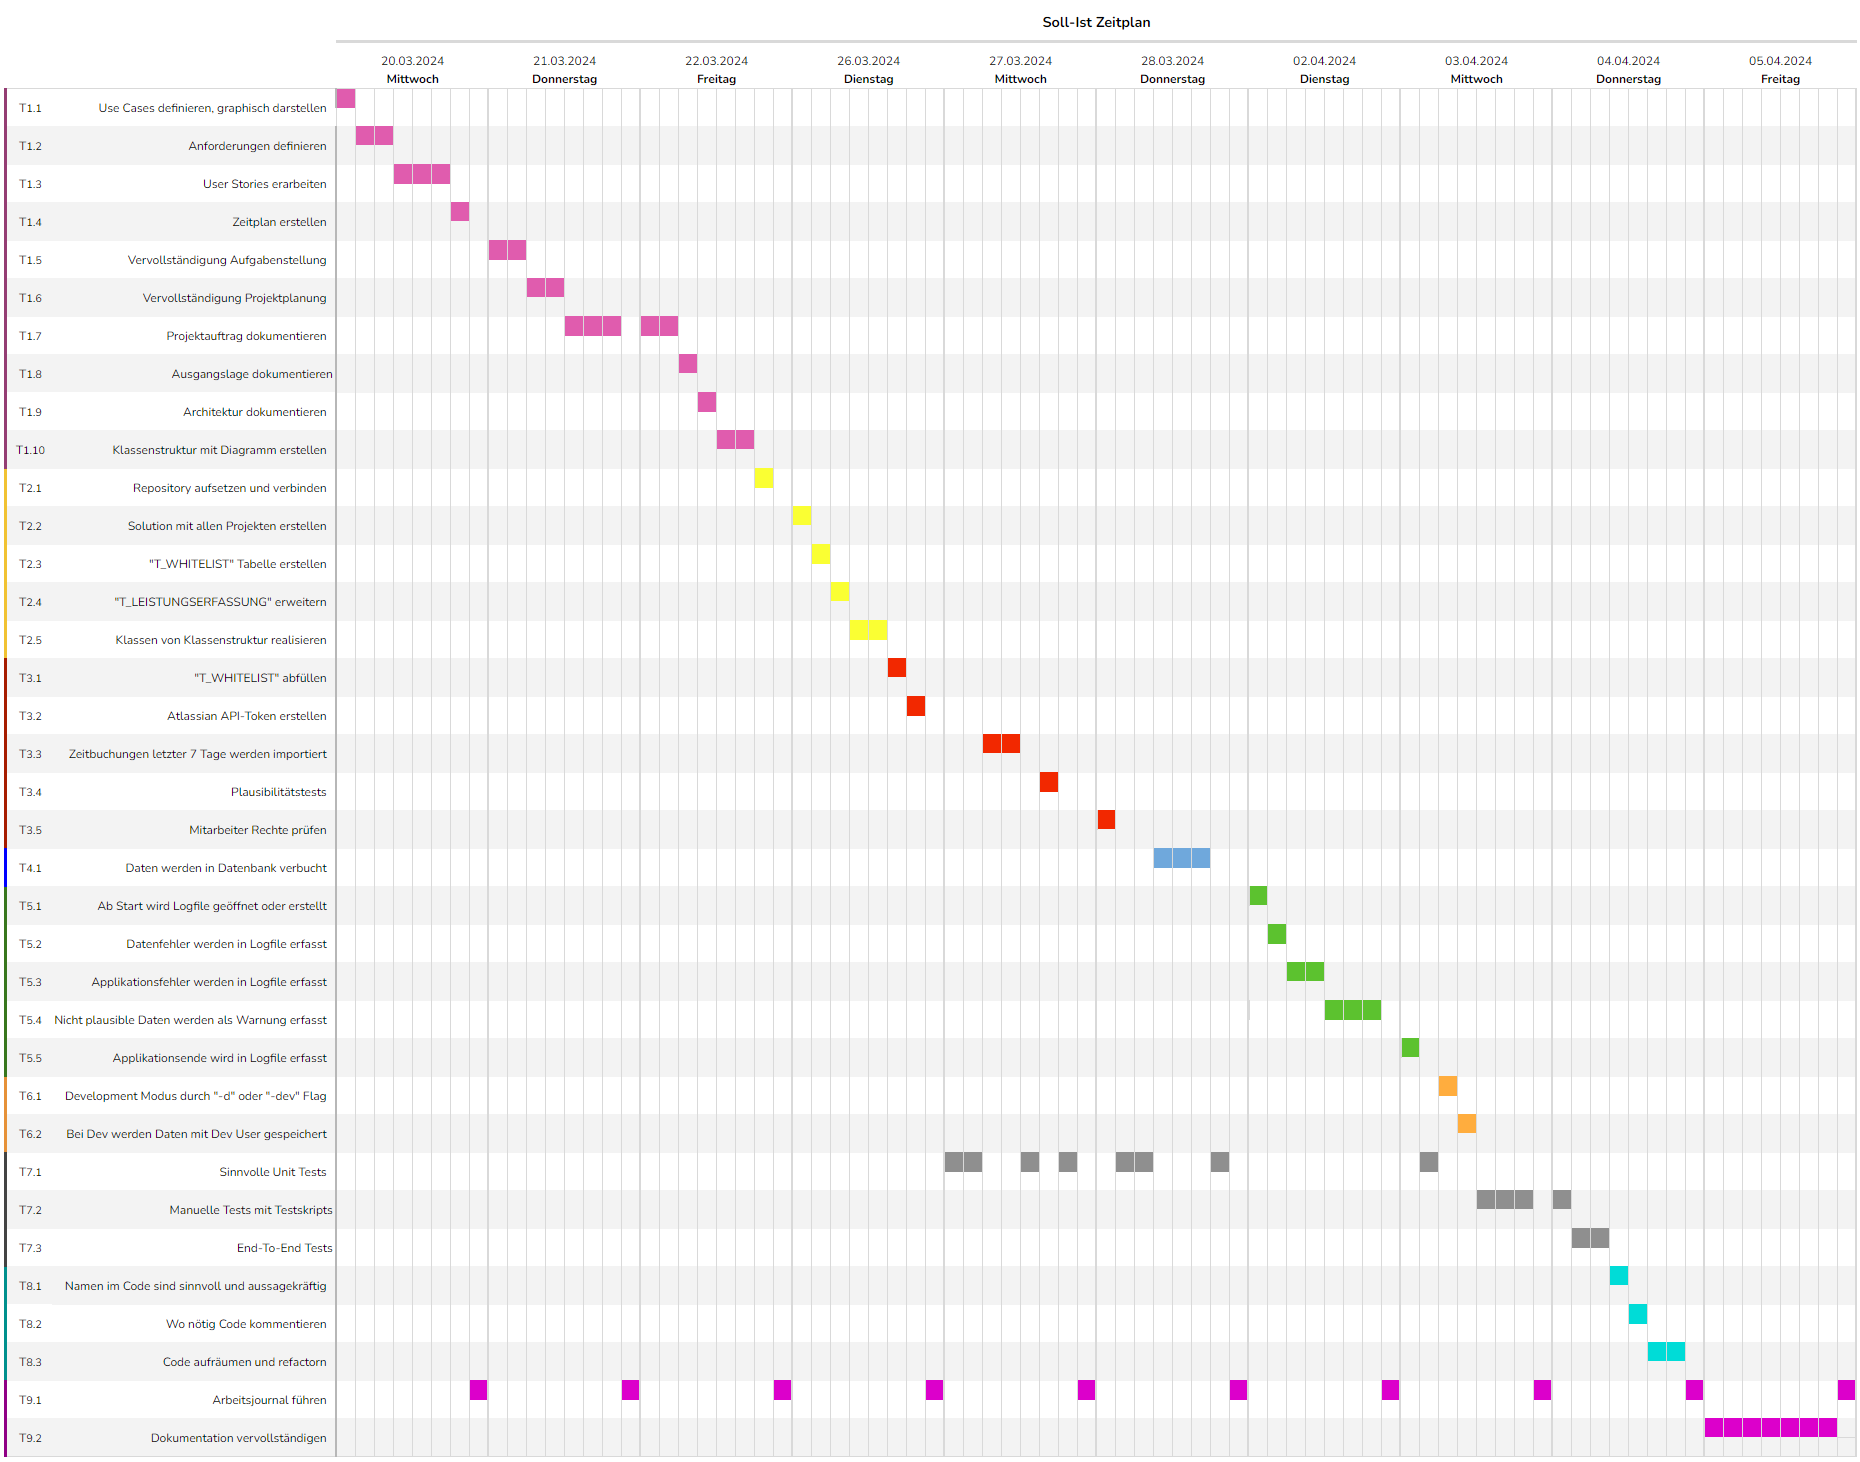 Soll-Ist Zeitplan
20.03.2024 21.03.2024 22.03.2024 26.03.2024 27.03.2024 28.03.2024 02.04.2024 03.04.2024 04.04.2024 05.04.2024
Mittwoch Donnerstag Freitag Dienstag Mittwoch Donnerstag Dienstag Mittwoch Donnerstag Freitag
T1.1 Use Cases definieren, graphisch darstellen
T1.2 Anforderungen definieren
T1.3 User Stories erarbeiten
T1.4 Zeitplan erstellen
T1.5 Vervollständigung Aufgabenstellung
T1.6 Vervollständigung Projektplanung
T1.7 Projektauftrag dokumentieren
T1.8 Ausgangslage dokumentieren
T1.9 Architektur dokumentieren
T1.10 Klassenstruktur mit Diagramm erstellen
T2.1 Repository aufsetzen und verbinden
T2.2 Solution mit allen Projekten erstellen
T2.3 "T_WHITELIST" Tabelle erstellen
T2.4 "T_LEISTUNGSERFASSUNG" erweitern
T2.5 Klassen von Klassenstruktur realisieren
T3.1 "T_WHITELIST" abfüllen
T3.2 Atlassian API-Token erstellen
T3.3 Zeitbuchungen letzter 7 Tage werden importiert
T3.4 Plausibilitätstests
T3.5 Mitarbeiter Rechte prüfen
T4.1 Daten werden in Datenbank verbucht
T5.1 Ab Start wird Logfile geöffnet oder erstellt
T5.2 Datenfehler werden in Logfile erfasst
T5.3 Applikationsfehler werden in Logfile erfasst
T5.4 Nicht plausible Daten werden als Warnung erfasst
T5.5 Applikationsende wird in Logfile erfasst
T6.1 Development Modus durch "-d" oder "-dev" Flag
T6.2 Bei Dev werden Daten mit Dev User gespeichert
T7.1 Sinnvolle Unit Tests
T7.2 Manuelle Tests mit Testskripts
T7.3 End-To-End Tests
T8.1 Namen im Code sind sinnvoll und aussagekräftig
T8.2 Wo nötig Code kommentieren
T8.3 Code aufräumen und refactorn
T9.1 Arbeitsjournal führen
T9.2 Dokumentation vervollständigen